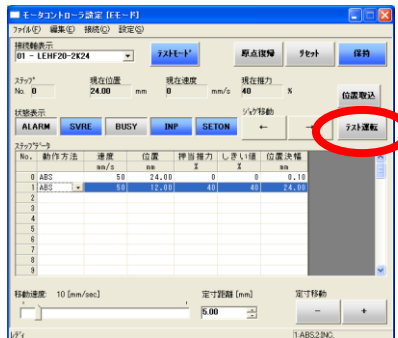 モータコントローラ設定 [Eモード]
ファイル(F) 編集(E) 接続(C) 設定(S)
接続軸表示
01 - LEHF20-2K24 テストモード 原点復帰 リセット 保持
ステップ 現在位置 現在速度 現在推力
No. 0 24.00 mm 0 mm/s 40 % 位置取込
状態表示 ジョグ移動
ALARM SVRE BUSY INP SETON ← → テスト運転
ステップデータ
No. 動作方法 速度 位置 押当推力 しきい値 位置決幅
mm/s mm % % mm
0 ABS 50 24.00 0 0 0.10
1 ABS 50 12.00 40 40 24.00
2
3
4
5
6
7
8
9
移動速度: 10 [mm/sec] 定寸距離 [mm] 定寸移動
5.00 - +
レディ 1:ABS,2:INC,